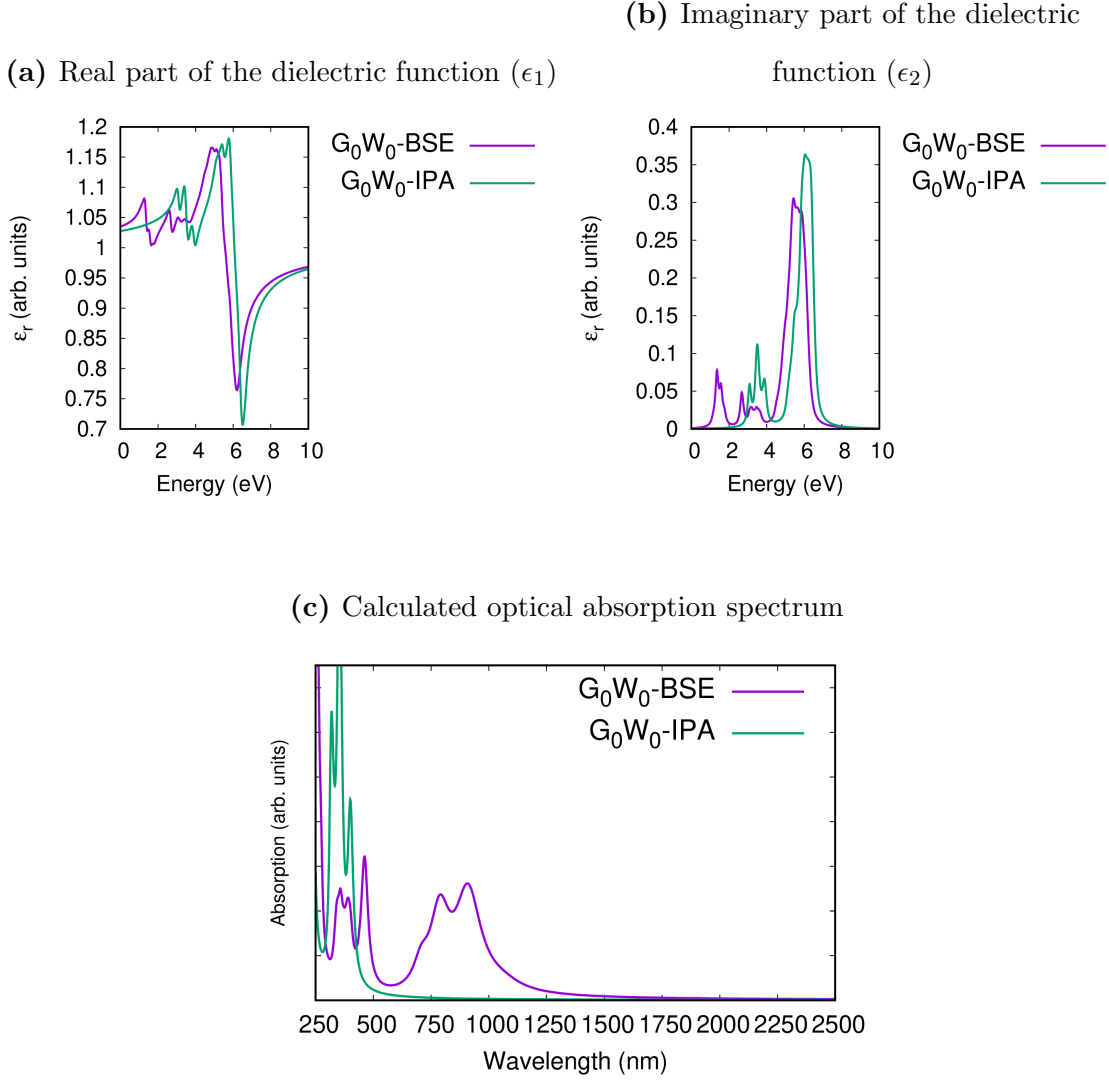 (b) Imaginary part of the dielectric
(a) Real part of the dielectric function (ϵ₁)
function (ϵ₂)
1.2
1.15
1.1
1.05
1
0.95
0.9
0.85
0.8
0.75
0.7
0 2 4 6 8 10
εᵣ (arb. units)
Energy (eV)
G₀W₀-BSE
G₀W₀-IPA
0.4
0.35
0.3
0.25
0.2
0.15
0.1
0.05
0
0 2 4 6 8 10
εᵣ (arb. units)
Energy (eV)
G₀W₀-BSE
G₀W₀-IPA
(c) Calculated optical absorption spectrum
G₀W₀-BSE
G₀W₀-IPA
Absorption (arb. units)
250 500 750 1000 1250 1500 1750 2000 2250 2500
Wavelength (nm)